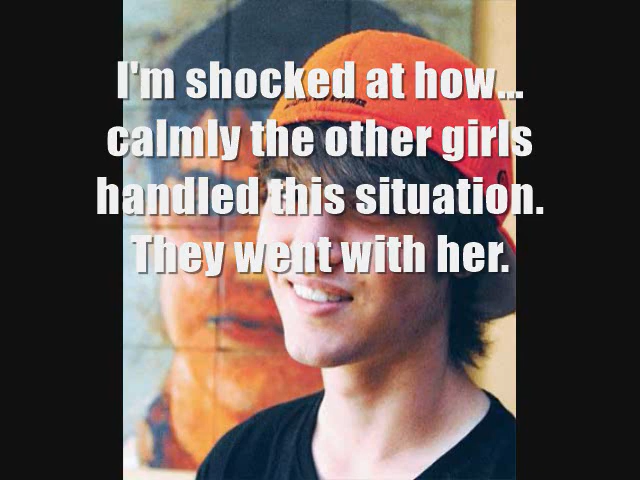 I'm shocked at how...
calmly the other girls
handled this situation.
They went with her.